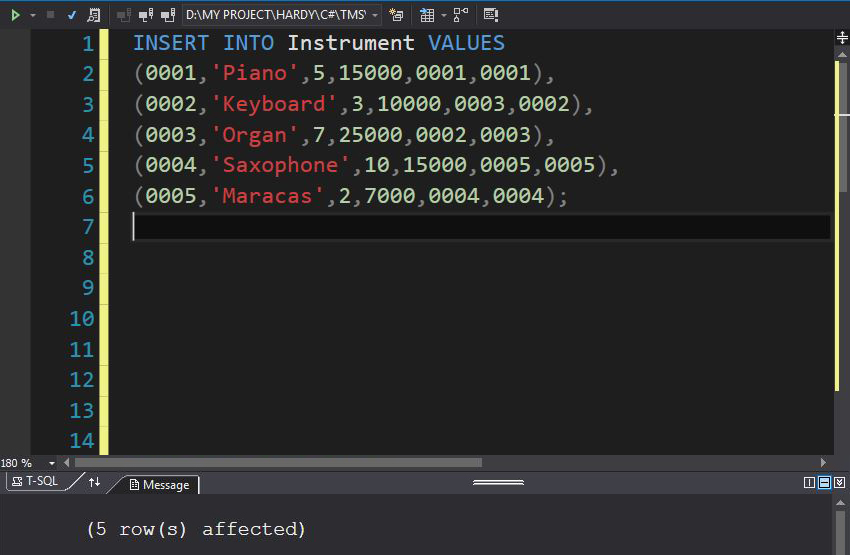 D:\MY PROJECT\HARDY\C#\TMS'
1 INSERT INTO Instrument VALUES
2 (0001,'Piano',5,15000,0001,0001),
3 (0002,'Keyboard',3,10000,0003,0002),
4 (0003,'Organ',7,25000,0002,0003),
5 (0004,'Saxophone',10,15000,0005,0005),
6 (0005,'Maracas',2,7000,0004,0004);
7
8
9
10
11
12
13
14
180 %
T-SQL Message
(5 row(s) affected)